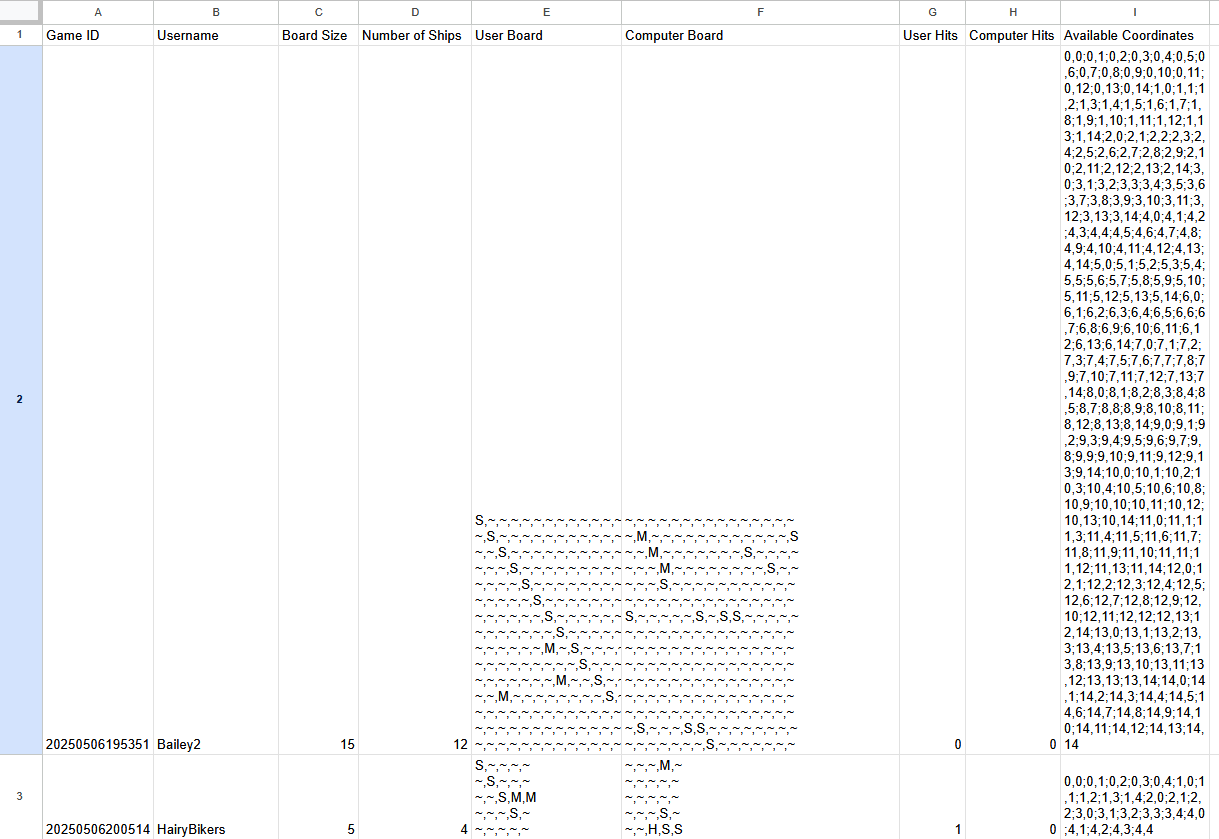 A B C D E F G H I
1 Game ID Username Board Size Number of Ships User Board Computer Board User Hits Computer Hits Available Coordinates
0,0;0,1;0,2;0,3;0,4;0,5;0
,6;0,7;0,8;0,9;0,10;0,11;
0,12;0,13;0,14;1,0;1,1;1
,2;1,3;1,4;1,5;1,6;1,7;1,
8;1,9;1,10;1,11;1,12;1,1
3;1,14;2,0;2,1;2,2;2,3;2,
4;2,5;2,6;2,7;2,8;2,9;2,1
0;2,11;2,12;2,13;2,14;3,
0;3,1;3,2;3,3;3,4;3,5;3,6
;3,7;3,8;3,9;3,10;3,11;3,
12;3,13;3,14;4,0;4,1;4,2
;4,3;4,4;4,5;4,6;4,7;4,8;
4,9;4,10;4,11;4,12;4,13;
4,14;5,0;5,1;5,2;5,3;5,4;
5,5;5,6;5,7;5,8;5,9;5,10;
5,11;5,12;5,13;5,14;6,0;
6,1;6,2;6,3;6,4;6,5;6,6;6
,7;6,8;6,9;6,10;6,11;6,1
2;6,13;6,14;7,0;7,1;7,2;
7,3;7,4;7,5;7,6;7,7;7,8;7
,9;7,10;7,11;7,12;7,13;7
,14;8,0;8,1;8,2;8,3;8,4;8
,5;8,7;8,8;8,9;8,10;8,11;
8,12;8,13;8,14;9,0;9,1;9
,2;9,3;9,4;9,5;9,6;9,7;9,
8;9,9;9,10;9,11;9,12;9,1
3;9,14;10,0;10,1;10,2;1
0,3;10,4;10,5;10,6;10,8;
10,9;10,10;10,11;10,12;
10,13;10,14;11,0;11,1;1
1,3;11,4;11,5;11,6;11,7;
11,8;11,9;11,10;11,11;1
1,12;11,13;11,14;12,0;1
2,1;12,2;12,3;12,4;12,5;
12,6;12,7;12,8;12,9;12,
10;12,11;12,12;12,13;1
2,14;13,0;13,1;13,2;13,
3;13,4;13,5;13,6;13,7;1
3,8;13,9;13,10;13,11;13
,12;13,13;13,14;14,0;14
,1;14,2;14,3;14,4;14,5;1
4,6;14,7;14,8;14,9;14,1
0;14,11;14,12;14,13;14,
14
S,~,~,~,~,~,~,~,~,~,~,~,~
~,S,~,~,~,~,~,~,~,~,~,~,~
~,~,S,~,~,~,~,~,~,~,~,~,~
~,~,~,S,~,~,~,~,~,~,~,~,~
~,~,~,~,S,~,~,~,~,~,~,~,~
~,~,~,~,~,S,~,~,~,~,~,~,~
~,~,~,~,~,~,S,~,~,~,~,~,~
~,~,~,~,~,~,~,S,~,~,~,~,~
~,~,~,~,~,~,M,~,S,~,~,~,~
~,~,~,~,~,~,~,~,~,S,~,~,~
~,~,~,~,~,~,~,M,~,~,S,~,
~,~,M,~,~,~,~,~,~,~,~,S,
~,~,~,~,~,~,~,~,~,~,~,~,~
~,~,~,~,~,~,~,~,~,~,~,~,~
~,~,~,~,~,~,~,~,~,~,~,~,~
~,~,~,~,~,~,~,~,~,~,~,~,~,~,~
~,M,~,~,~,~,~,~,~,~,~,~,~,~,S
~,~,M,~,~,~,~,~,~,~,S,~,~,~,~
~,~,~,M,~,~,~,~,~,~,~,~,S,~,~
~,~,~,S,~,~,~,~,~,~,~,~,~,~,~
~,~,~,~,~,~,~,~,~,~,~,~,~,~,~
S,~,~,~,~,~,S,~,S,S,~,~,~,~,~
~,~,~,~,~,~,~,~,~,~,~,~,~,~,~
~,~,~,~,~,~,~,~,~,~,~,~,~,~,~
~,~,~,~,~,~,~,~,~,~,~,~,~,~,~
~,~,~,~,~,~,~,~,~,~,~,~,~,~,~
~,~,~,~,~,~,~,~,~,~,~,~,~,~,~
~,~,~,~,~,~,~,~,~,~,~,~,~,~,~
~,S,~,~,~,S,S,~,~,~,~,~,~,~,~
~,~,~,~,~,~,~,S,~,~,~,~,~,~,~
2 20250506195351 Bailey2 15 12 0 0
S,~,~,~,~
~,S,~,~,~
~,~,S,M,M
~,~,~,S,~
~,~,~,~,~
~,~,~,M,~
~,~,~,~,~
~,~,~,~,~
~,~,~,S,~
~,~,H,S,S
3 20250506200514 HairyBikers 5 4 1 0
0,0;0,1;0,2;0,3;0,4;1,0;1
,1;1,2;1,3;1,4;2,0;2,1;2,
2;3,0;3,1;3,2;3,3;3,4;4,0
;4,1;4,2;4,3;4,4